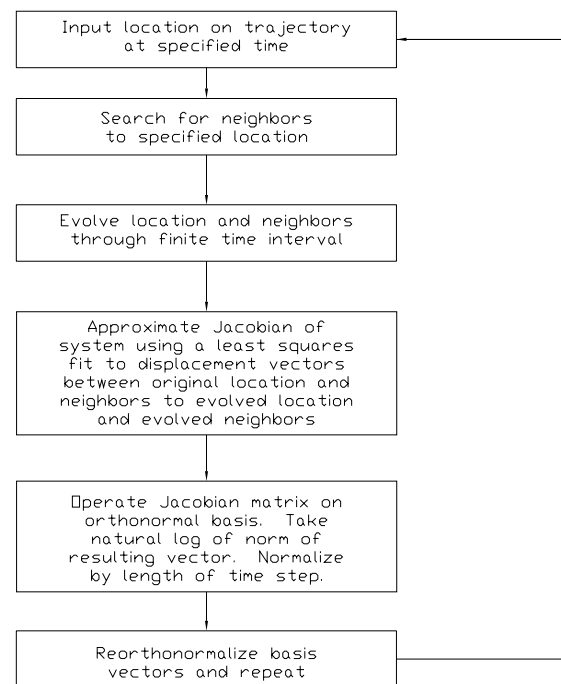 Input location on trajectory
at specified time
Search for neighbors
to specified location
Evolve location and neighbors
through finite time interval
Approximate Jacobian of
system using a least squares
fit to displacement vectors
between original location and
neighbors to evolved location
and evolved neighbors
Operate Jacobian matrix on
orthonormal basis. Take
natural log of norm of
resulting vector. Normalize
by length of time step.
Reorthonormalize basis
vectors and repeat